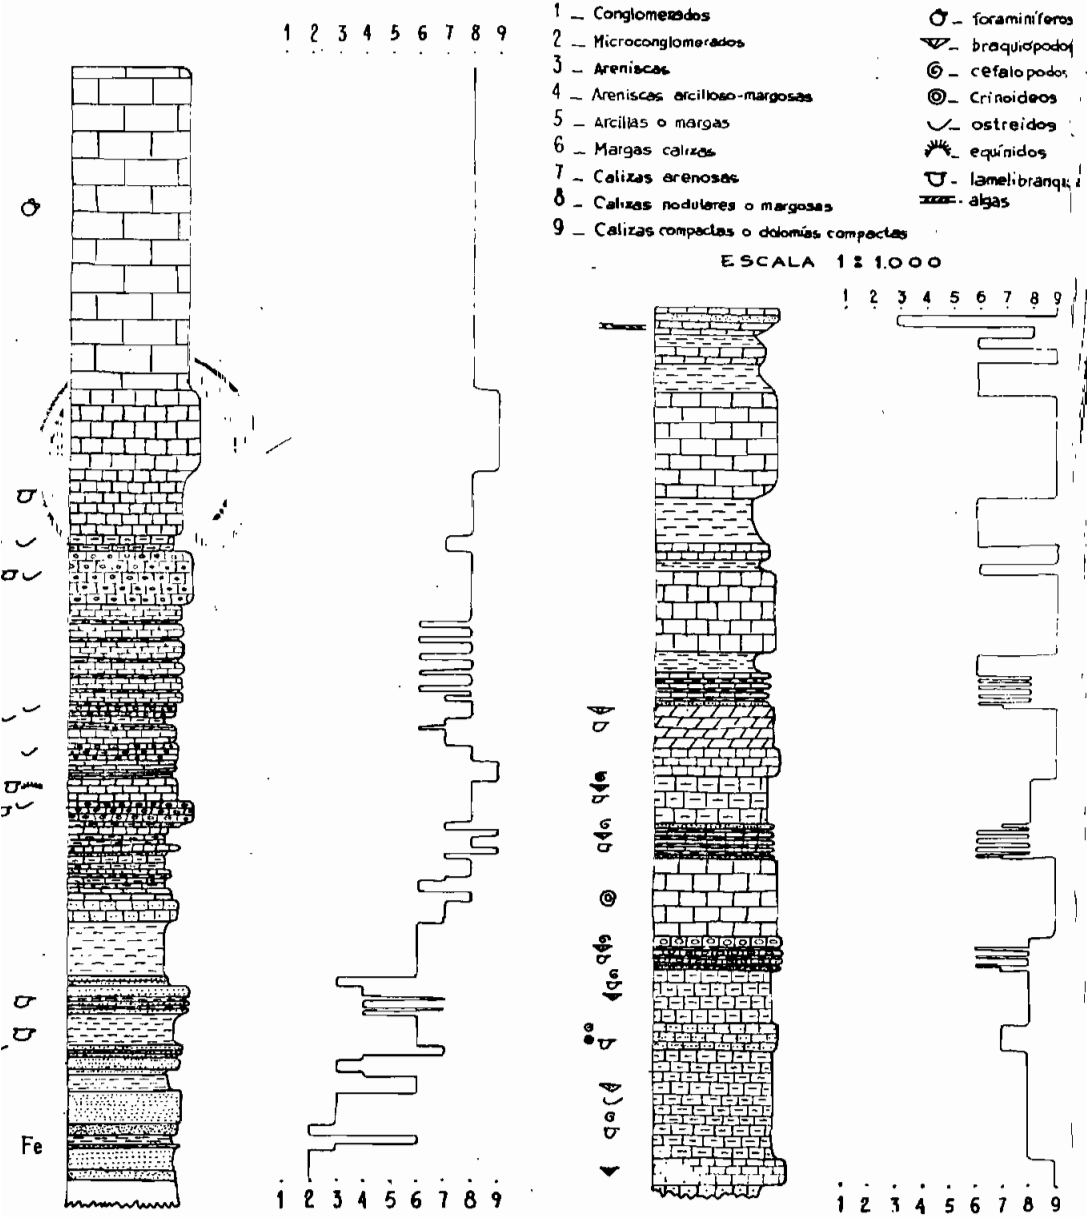 1 2 3 4 5 6 7 8 9
1 _ Conglomerados
2 _ Microconglomerados
3 _ Areniscas
4 _ Areniscas arcilloso-margosas
5 _ Arcillas o margas
6 _ Margas calizas
7 _ Calizas arenosas
8 _ Calizas nodulares o margosas
9 _ Calizas compactas o dolomías compactas
_ foraminíferos
_ braquiópodos
_ cefalopodos
_ Crinoideos
_ ostreidos
_ equínidos
_ lamelibranqui
- algas
ESCALA 1:1.000
1 2 3 4 5 6 7 8 9
Fe
1 2 3 4 5 6 7 8 9
1 2 3 4 5 6 7 8 9